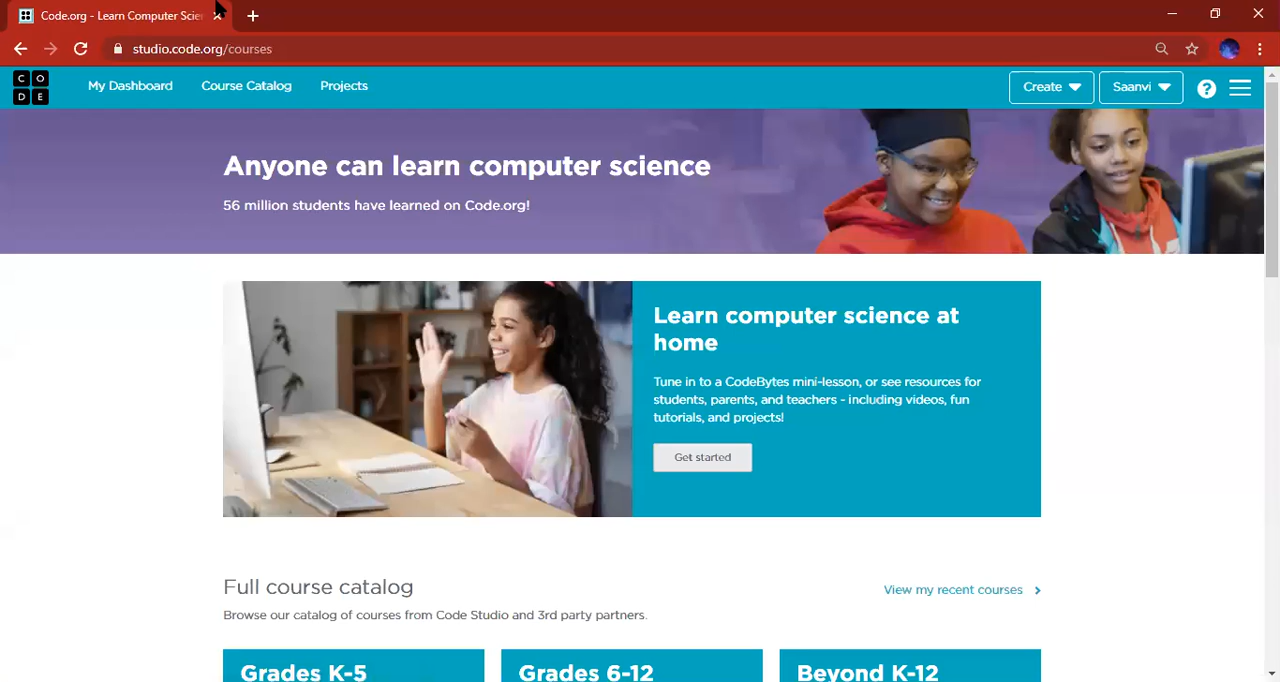 Code.org - Learn Computer Scie
studio.code.org/courses
C O
D E
My Dashboard
Course Catalog
Projects
Create
Saanvi
?
Anyone can learn computer science
56 million students have learned on Code.org!
Learn computer science at
home
Tune in to a CodeBytes mini-lesson, or see resources for
students, parents, and teachers - including videos, fun
tutorials, and projects!
Get started
Full course catalog
View my recent courses
Browse our catalog of courses from Code Studio and 3rd party partners.
Grades K-5
Grades 6-12
Beyond K-12